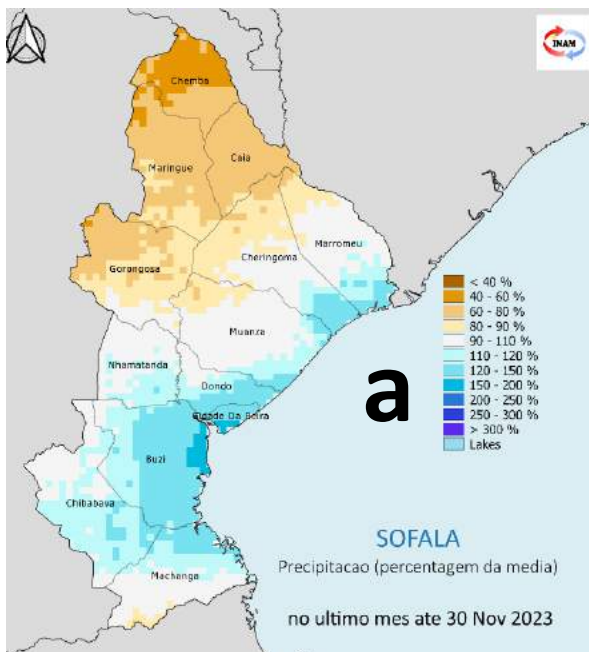 INAM
Chemba
Caia
Maringue
Marromeu
Cheringoma
Gorongosa
Muanza
Nhamatanda
Dondo
Cidade Da Beira
Buzi
Chibabava
Machanga
< 40 %
40 - 60 %
60 - 80 %
80 - 90 %
90 - 110 %
110 - 120 %
120 - 150 %
150 - 200 %
200 - 250 %
250 - 300 %
> 300 %
Lakes
a
SOFALA
Precipitacao (percentagem da media)
no ultimo mes ate 30 Nov 2023